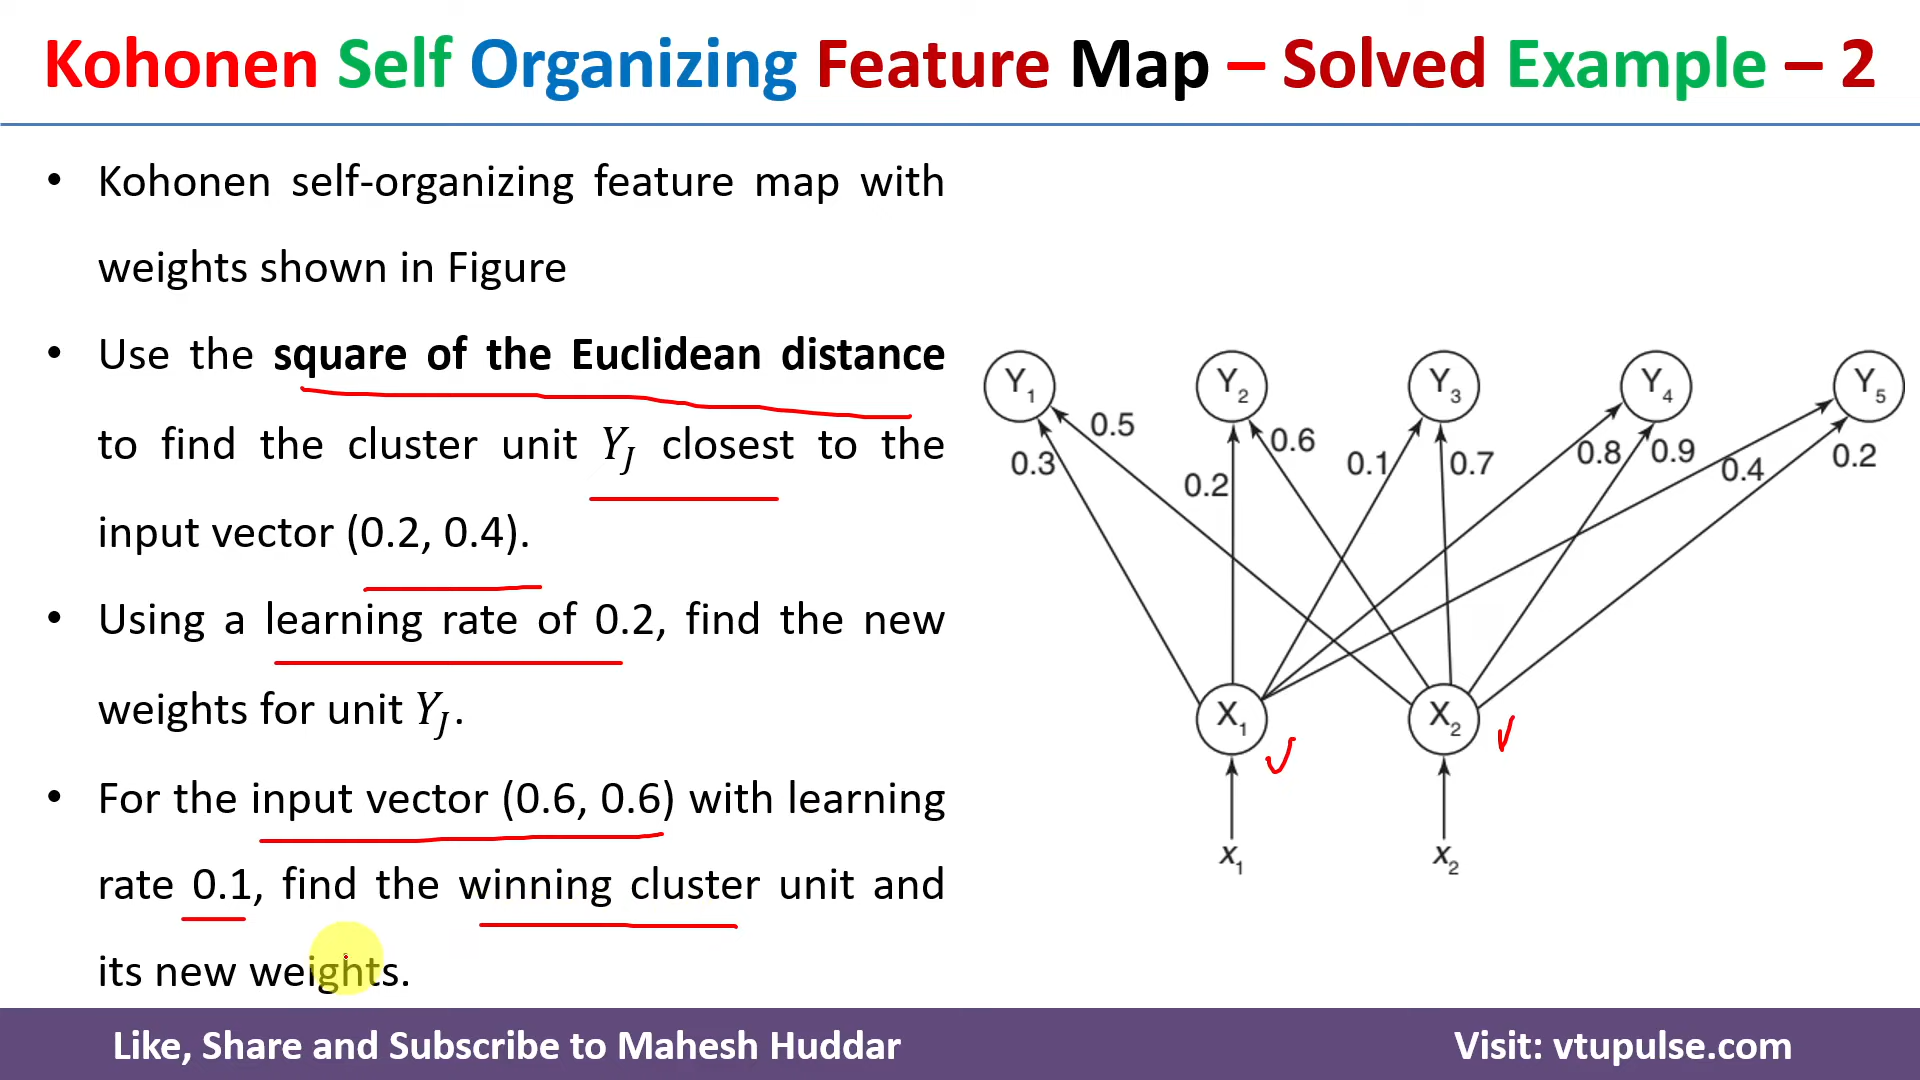 Kohonen Self Organizing Feature Map – Solved Example – 2
• Kohonen self-organizing feature map with
weights shown in Figure
• Use the square of the Euclidean distance
to find the cluster unit Y_J closest to the
input vector (0.2, 0.4).
• Using a learning rate of 0.2, find the new
weights for unit Y_J.
• For the input vector (0.6, 0.6) with learning
rate 0.1, find the winning cluster unit and
its new weights.
Y1 Y2 Y3 Y4 Y5
0.3 0.5 0.2 0.6 0.1 0.7 0.8 0.9 0.4 0.2
X1 X2
x1 x2
Like, Share and Subscribe to Mahesh Huddar
Visit: vtupulse.com